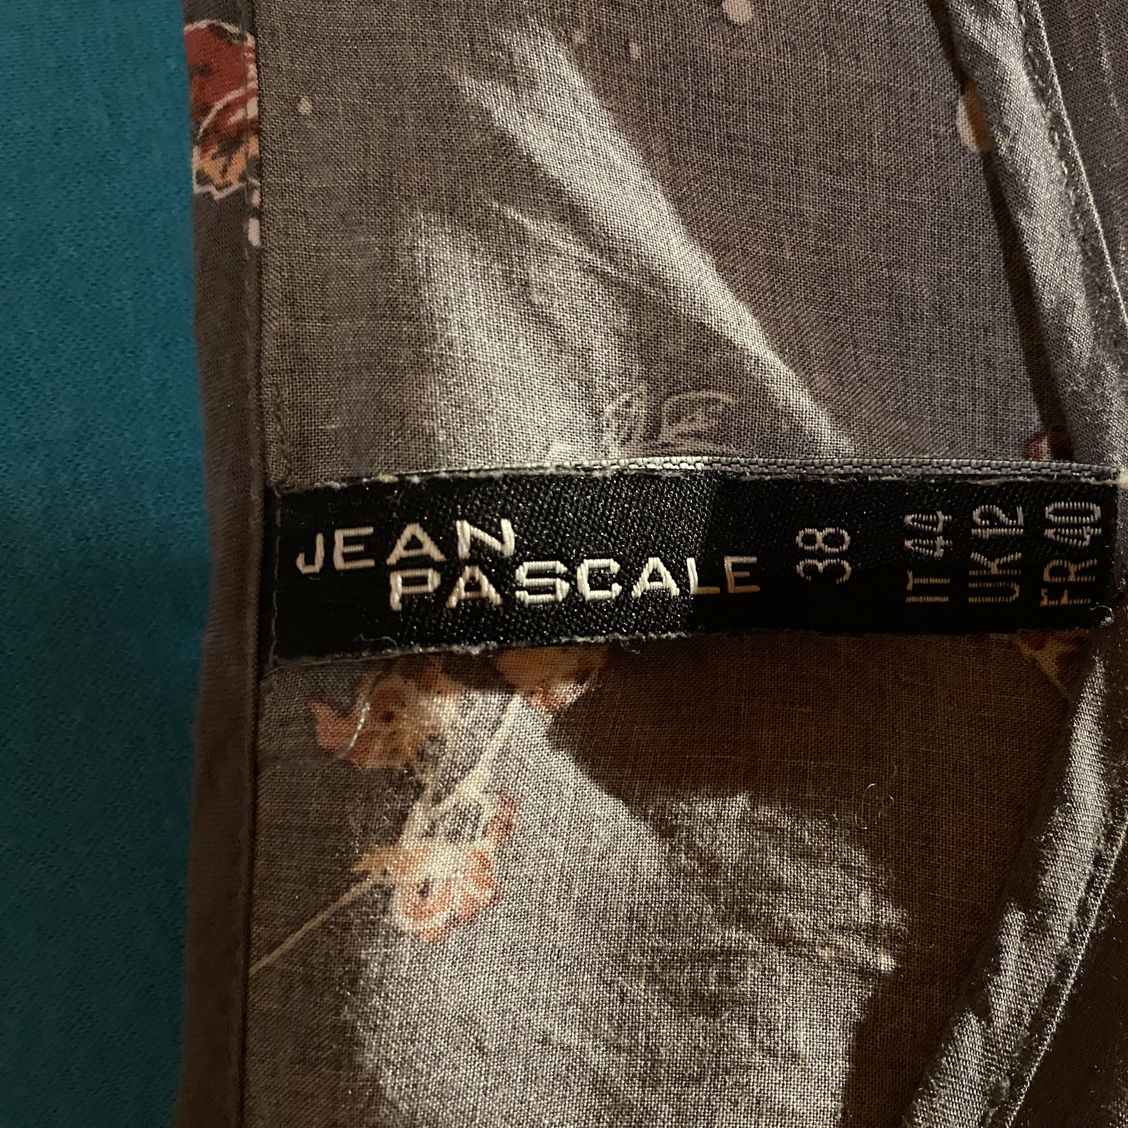 JEAN
PASCALE
38
IT 44
UK 12
FR 40